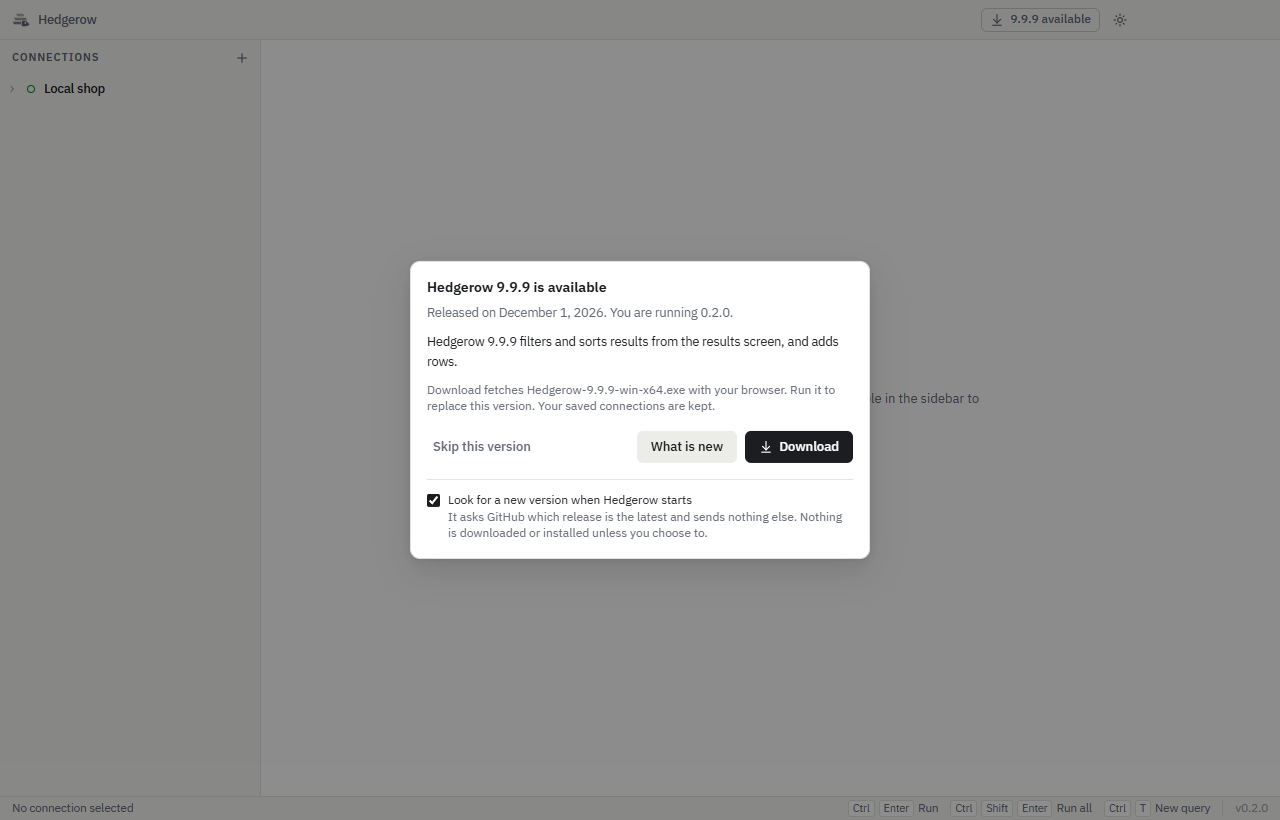 Hedgerow
9.9.9 available
CONNECTIONS
Local shop
Hedgerow 9.9.9 is available
Released on December 1, 2026. You are running 0.2.0.
Hedgerow 9.9.9 filters and sorts results from the results screen, and adds
rows.
Download fetches Hedgerow-9.9.9-win-x64.exe with your browser. Run it to
replace this version. Your saved connections are kept.
in the sidebar to
Skip this version
What is new
Download
Look for a new version when Hedgerow starts
It asks GitHub which release is the latest and sends nothing else. Nothing
is downloaded or installed unless you choose to.
No connection selected
Ctrl Enter Run Ctrl Shift Enter Run all Ctrl T New query v0.2.0